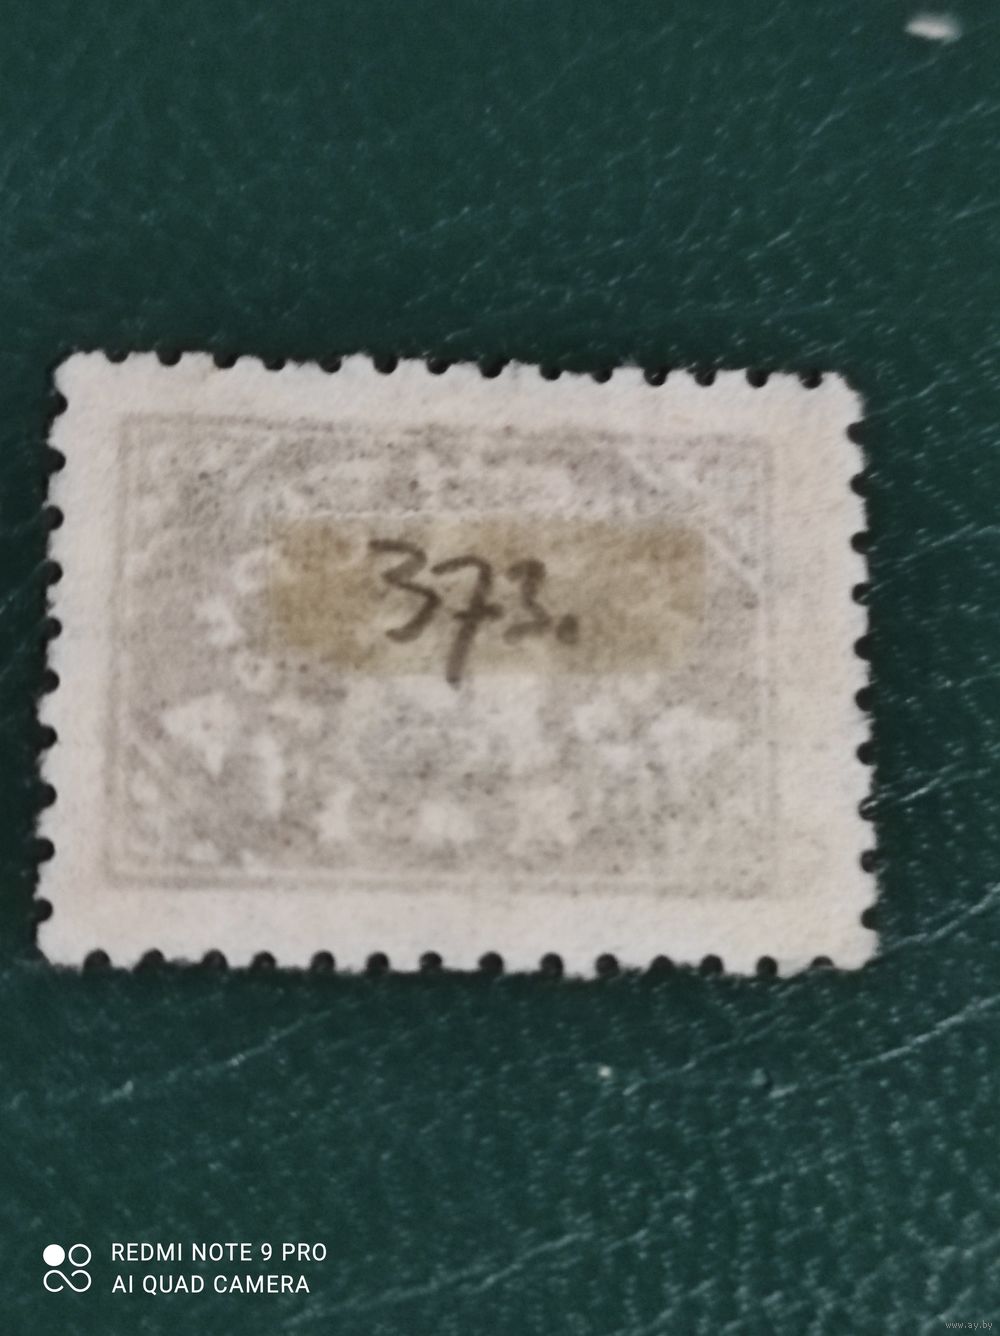 373.
REDMI NOTE 9 PRO
AI QUAD CAMERA
www.ay.by